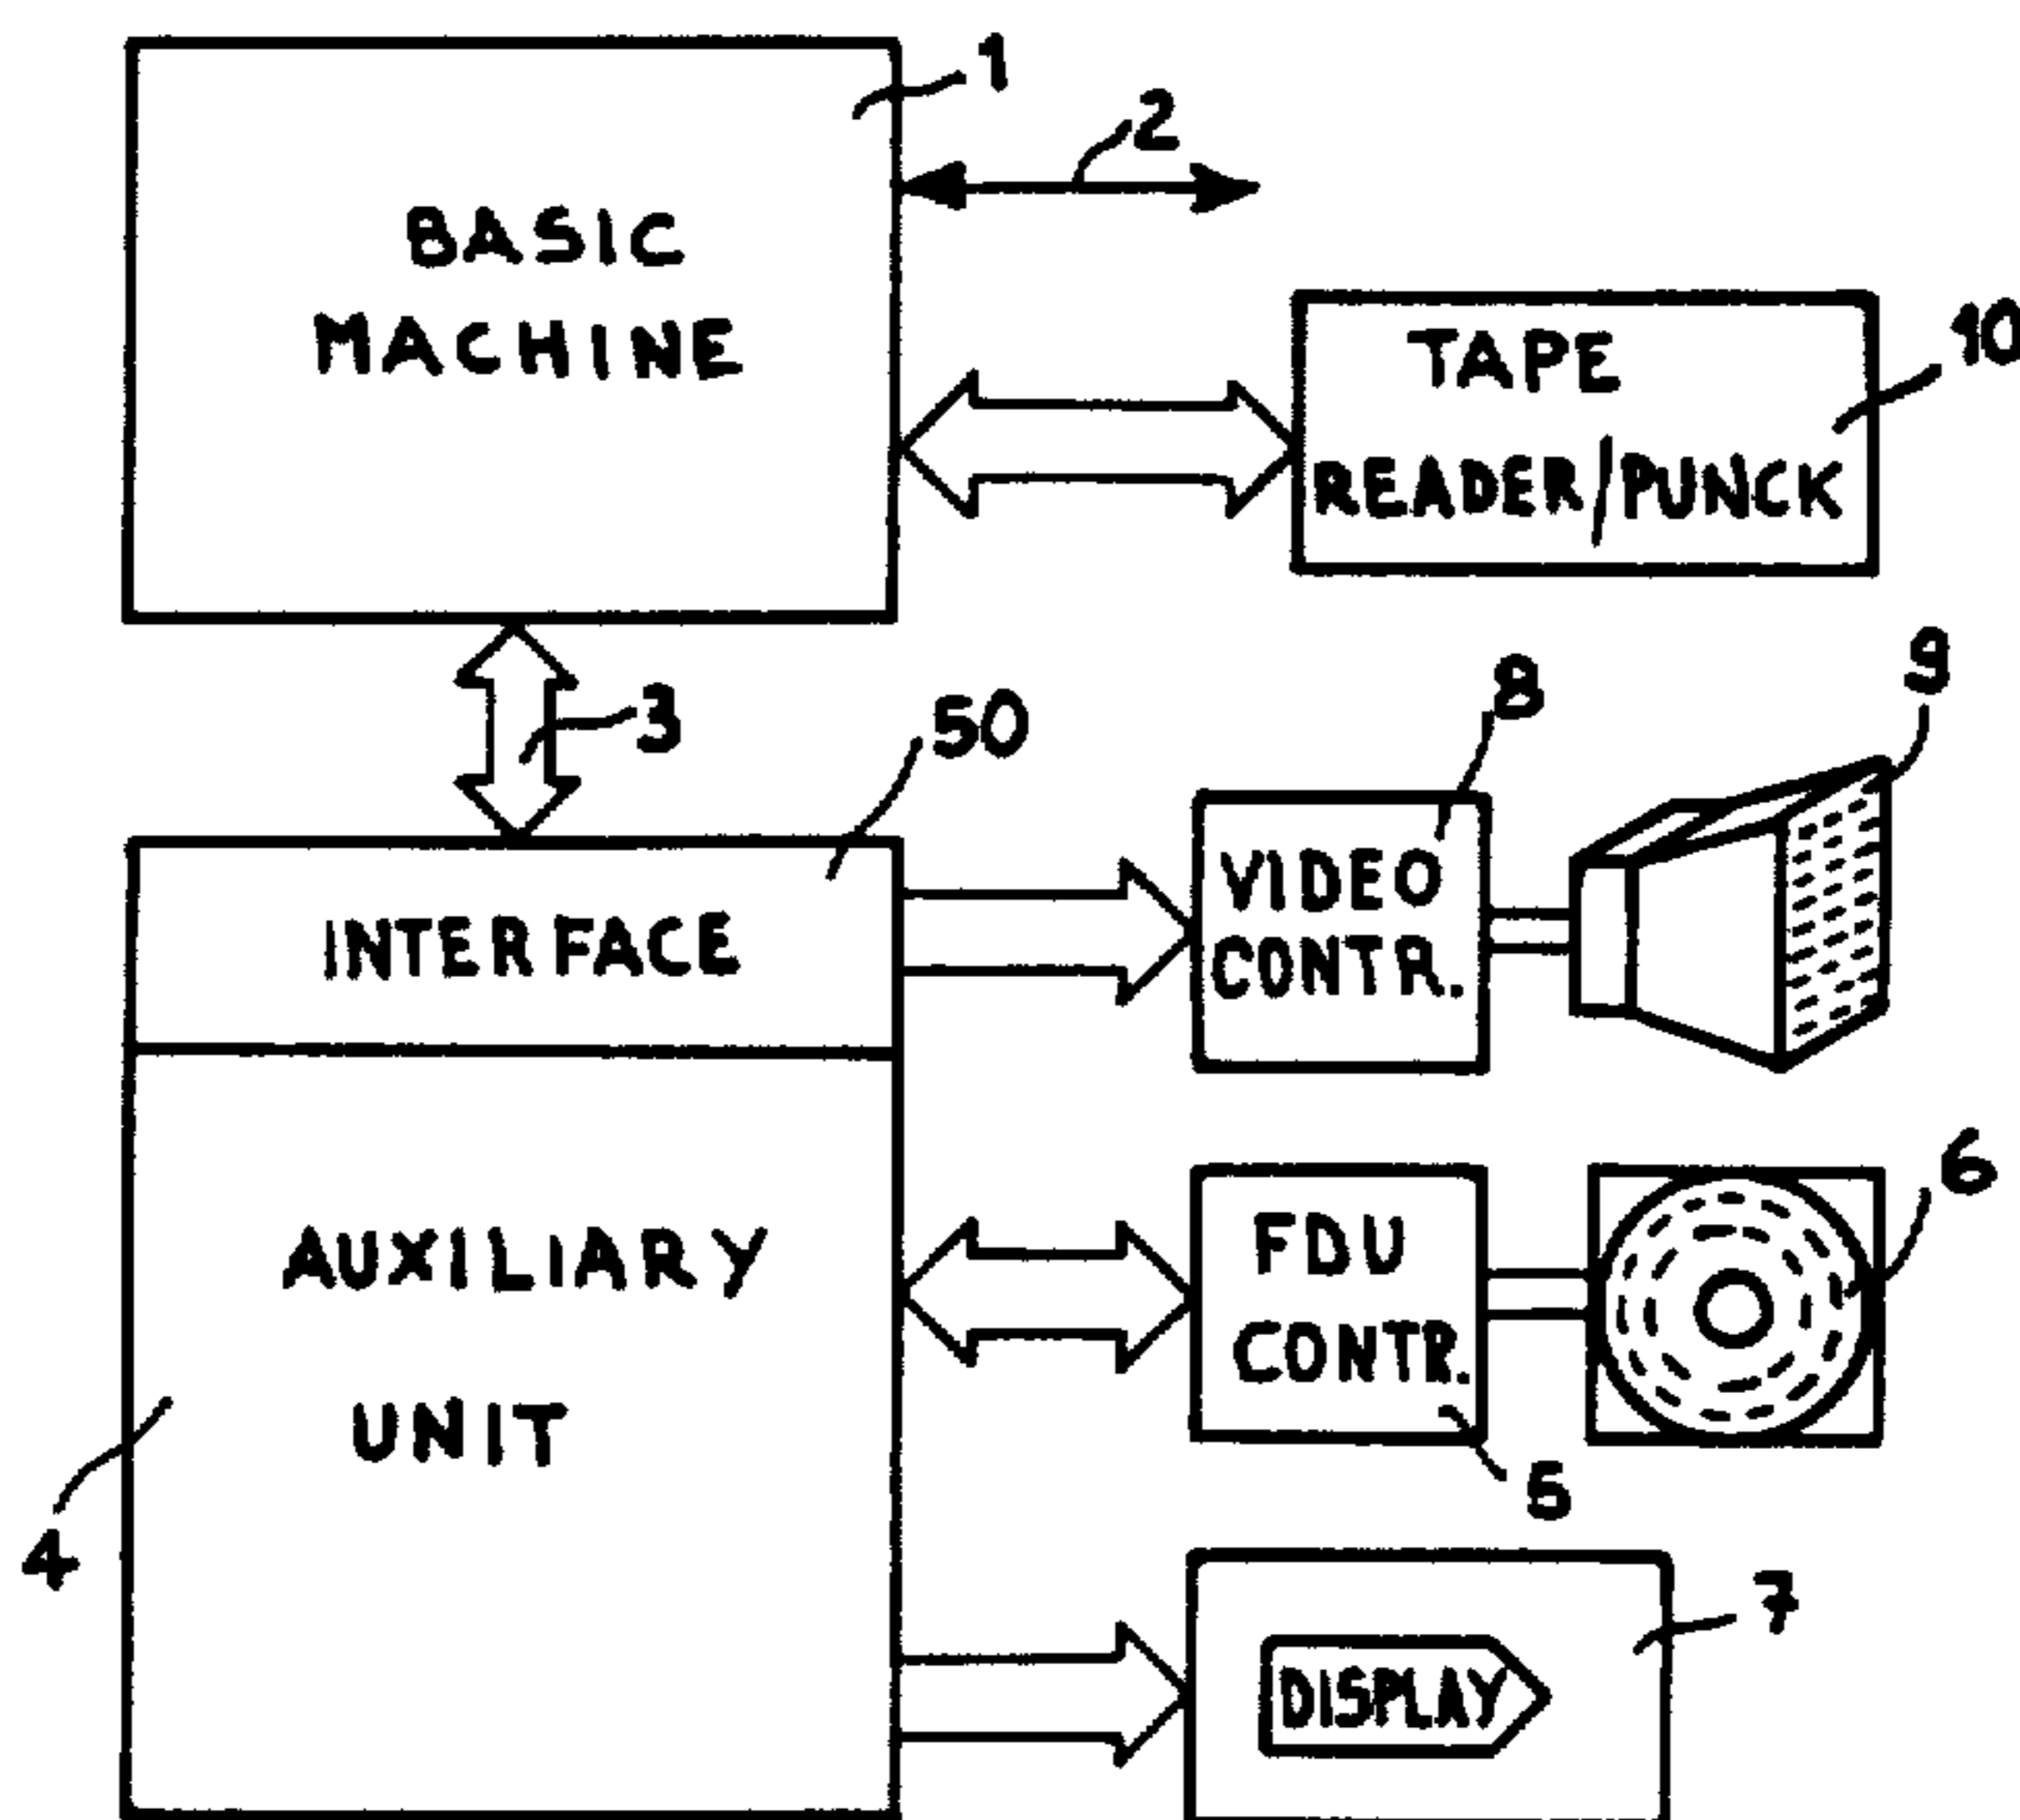 1
2
BASIC
MACHINE
TAPE
READER/PUNCK
10
3
50
8
9
INTERFACE
VIDEO
CONTR.
AUXILIARY
UNIT
4
FDU
CONTR.
6
5
DISPLAY
7